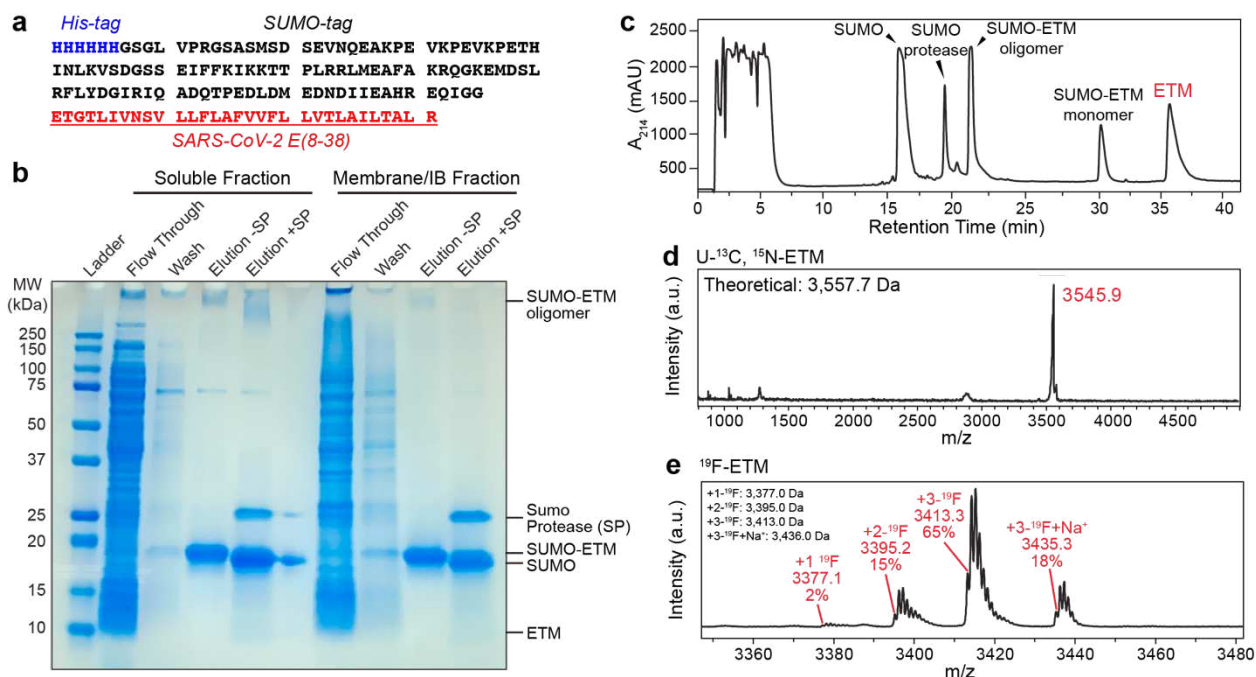 a
His-tag SUMO-tag
HHHHHHGSGL VPRGSASMSD SEVNQEAKPE VKPEVKPETH
INLKVSDGSS EIFFKIKKTT PLRRLMEAFA KRQGKEMDSL
RFLYDGIRIQ ADQTPEDLDM EDNDIIEAHR EQIGG
ETGTLIVNSV LLFLAFVVFL LVTLAILTAL R
SARS-CoV-2 E(8-38)
b
Soluble Fraction Membrane/IB Fraction
Ladder
Flow Through
Wash
Elution -SP
Elution +SP
Flow Through
Wash
Elution -SP
Elution +SP
MW
(kDa)
250
150
100
75
50
37
25
20
15
10
SUMO-ETM
oligomer
Sumo
Protease (SP)
SUMO-ETM
SUMO
ETM
c
A214 (mAU)
2500
2000
1500
1000
500
SUMO
SUMO
protease
SUMO-ETM
oligomer
SUMO-ETM
monomer
ETM
0 5 10 15 20 25 30 35 40
Retention Time (min)
d U-¹³C, ¹⁵N-ETM
Theoretical: 3,557.7 Da
3545.9
Intensity (a.u.)
1000 1500 2000 2500 3000 3500 4000 4500
m/z
e ¹⁹F-ETM
+1-¹⁹F: 3,377.0 Da
+2-¹⁹F: 3,395.0 Da
+3-¹⁹F: 3,413.0 Da
+3-¹⁹F+Na⁺: 3,436.0 Da
+1 ¹⁹F
3377.1
2%
+2-¹⁹F
3395.2
15%
+3-¹⁹F
3413.3
65%
+3-¹⁹F+Na⁺
3435.3
18%
Intensity (a.u.)
3360 3380 3400 3420 3440 3460 3480
m/z